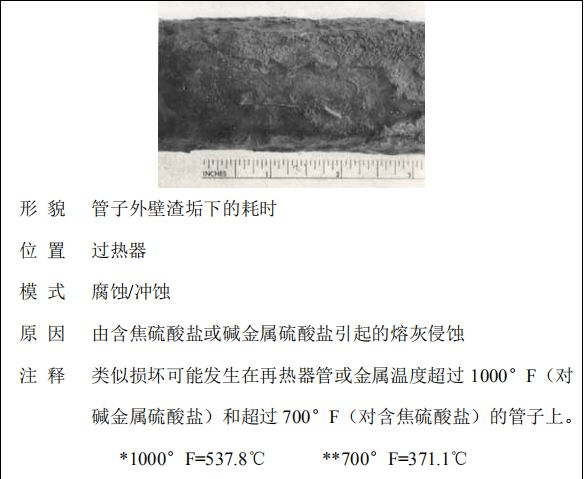 INCHES 1 2 3
形 貌 管子外壁渣垢下的耗时
位 置 过热器
模 式 腐蚀/冲蚀
原 因 由含焦硫酸盐或碱金属硫酸盐引起的熔灰侵蚀
注 释 类似损坏可能发生在再热器管或金属温度超过 1000°F（对
碱金属硫酸盐）和超过 700°F（对含焦硫酸盐）的管子上。
*1000°F=537.8℃ **700°F=371.1℃